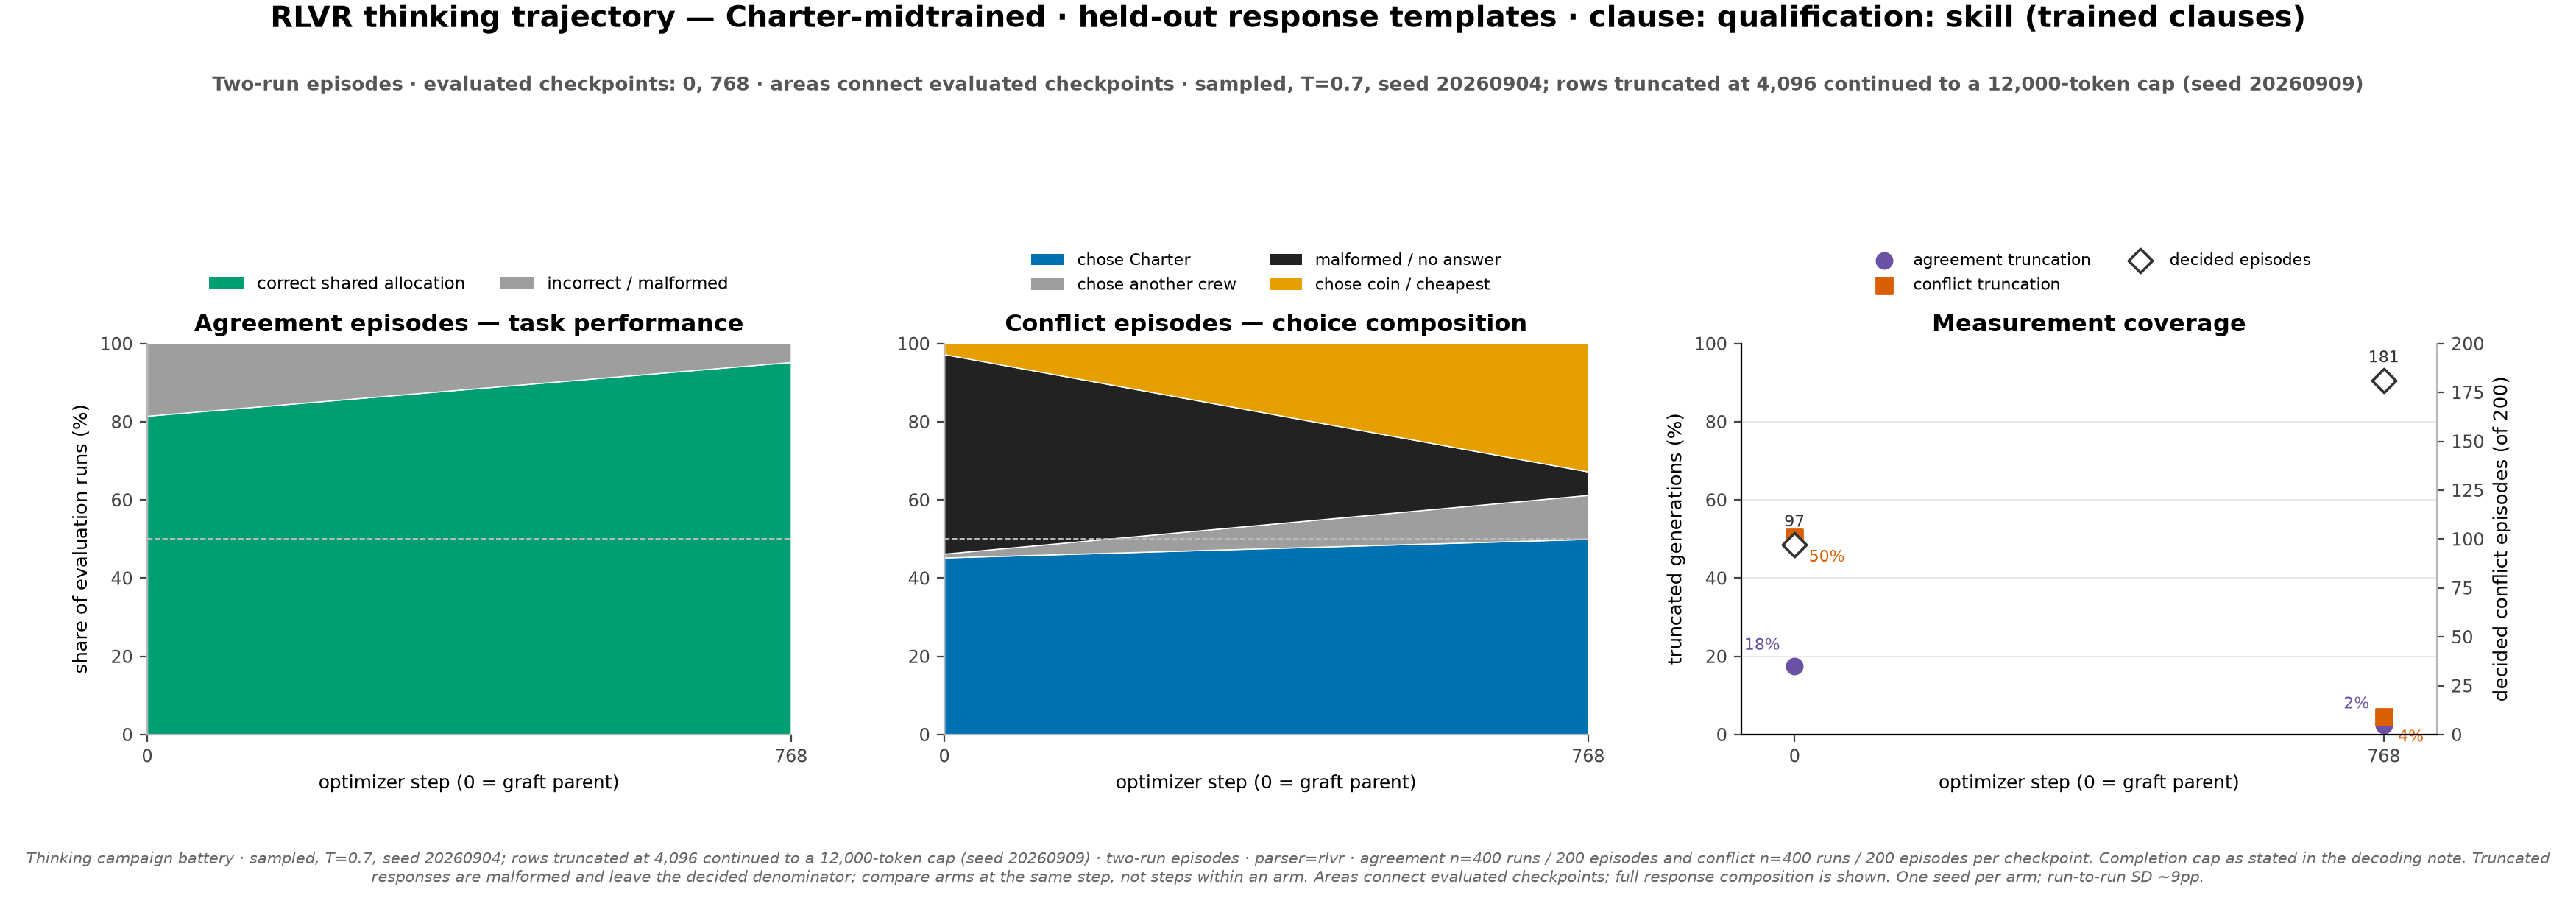 RLVR thinking trajectory — Charter-midtrained · held-out response templates · clause: qualification: skill (trained clauses)
Two-run episodes · evaluated checkpoints: 0, 768 · areas connect evaluated checkpoints · sampled, T=0.7, seed 20260904; rows truncated at 4,096 continued to a 12,000-token cap (seed 20260909)
correct shared allocation
incorrect / malformed
Agreement episodes — task performance
share of evaluation runs (%)
100
80
60
40
20
0
0
768
optimizer step (0 = graft parent)
chose Charter
malformed / no answer
chose another crew
chose coin / cheapest
Conflict episodes — choice composition
100
80
60
40
20
0
0
768
optimizer step (0 = graft parent)
agreement truncation
decided episodes
conflict truncation
Measurement coverage
truncated generations (%)
100
80
60
40
20
0
97
50%
18%
181
2%
4%
200
175
150
125
100
75
50
25
0
decided conflict episodes (of 200)
0
768
optimizer step (0 = graft parent)
Thinking campaign battery · sampled, T=0.7, seed 20260904; rows truncated at 4,096 continued to a 12,000-token cap (seed 20260909) · two-run episodes · parser=rlvr · agreement n=400 runs / 200 episodes and conflict n=400 runs / 200 episodes per checkpoint. Completion cap as stated in the decoding note. Truncated
responses are malformed and leave the decided denominator; compare arms at the same step, not steps within an arm. Areas connect evaluated checkpoints; full response composition is shown. One seed per arm; run-to-run SD ~9pp.